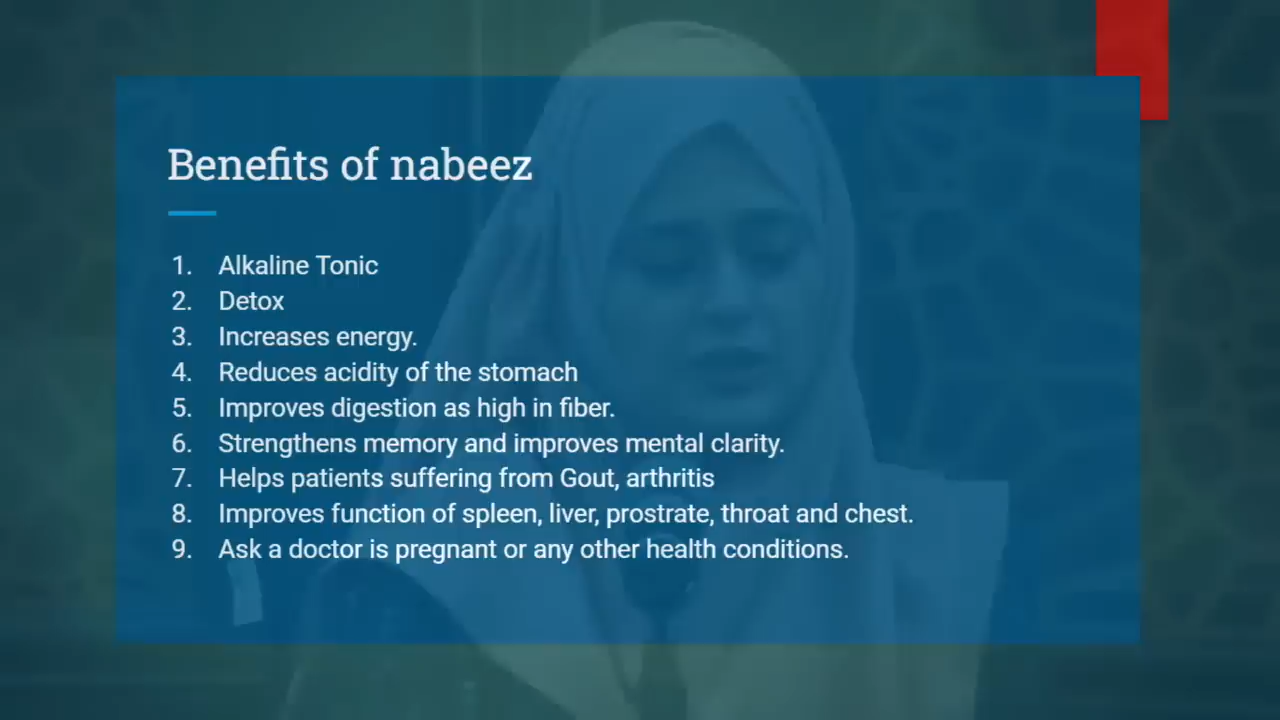 Benefits of nabeez
1. Alkaline Tonic
2. Detox
3. Increases energy.
4. Reduces acidity of the stomach
5. Improves digestion as high in fiber.
6. Strengthens memory and improves mental clarity.
7. Helps patients suffering from Gout, arthritis
8. Improves function of spleen, liver, prostrate, throat and chest.
9. Ask a doctor is pregnant or any other health conditions.